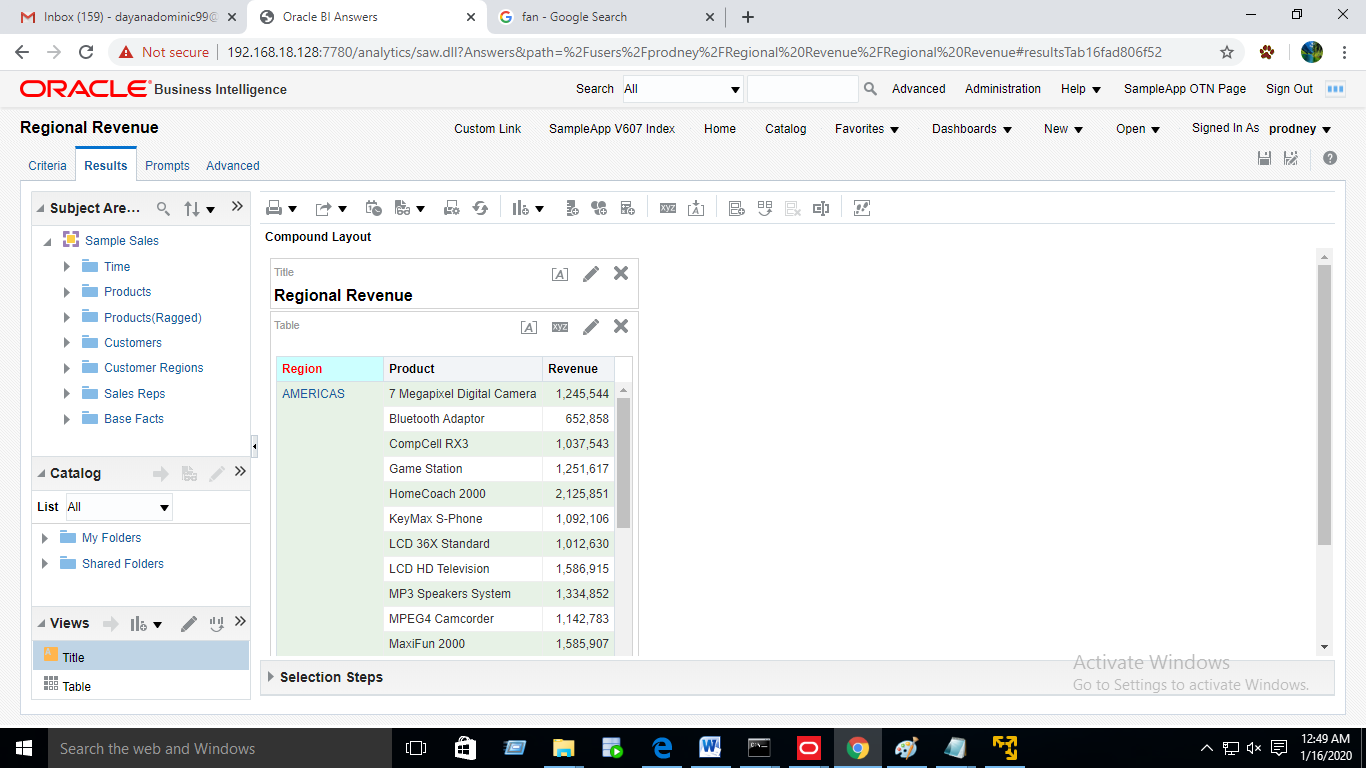 Inbox (159) - dayanadominic99@
Oracle BI Answers
fan - Google Search
Not secure
192.168.18.128:7780/analytics/saw.dll?Answers&path=%2Fusers%2Fprodney%2FRegional%20Revenue%2FRegional%20Revenue#resultsTab16fad806f52
ORACLE Business Intelligence
Search All Advanced Administration Help SampleApp OTN Page Sign Out
Regional Revenue
Custom Link SampleApp V607 Index Home Catalog Favorites Dashboards New Open Signed In As prodney
Criteria Results Prompts Advanced
Subject Are...
Sample Sales
Time
Products
Products(Ragged)
Customers
Customer Regions
Sales Reps
Base Facts
Catalog
List All
My Folders
Shared Folders
Views
Title
Table
Compound Layout
Title
Regional Revenue
Table
Region Product Revenue
AMERICAS 7 Megapixel Digital Camera 1,245,544
Bluetooth Adaptor 652,858
CompCell RX3 1,037,543
Game Station 1,251,617
HomeCoach 2000 2,125,851
KeyMax S-Phone 1,092,106
LCD 36X Standard 1,012,630
LCD HD Television 1,586,915
MP3 Speakers System 1,334,852
MPEG4 Camcorder 1,142,783
MaxiFun 2000 1,585,907
Selection Steps
Activate Windows
Go to Settings to activate Windows.
Search the web and Windows
12:49 AM
1/16/2020